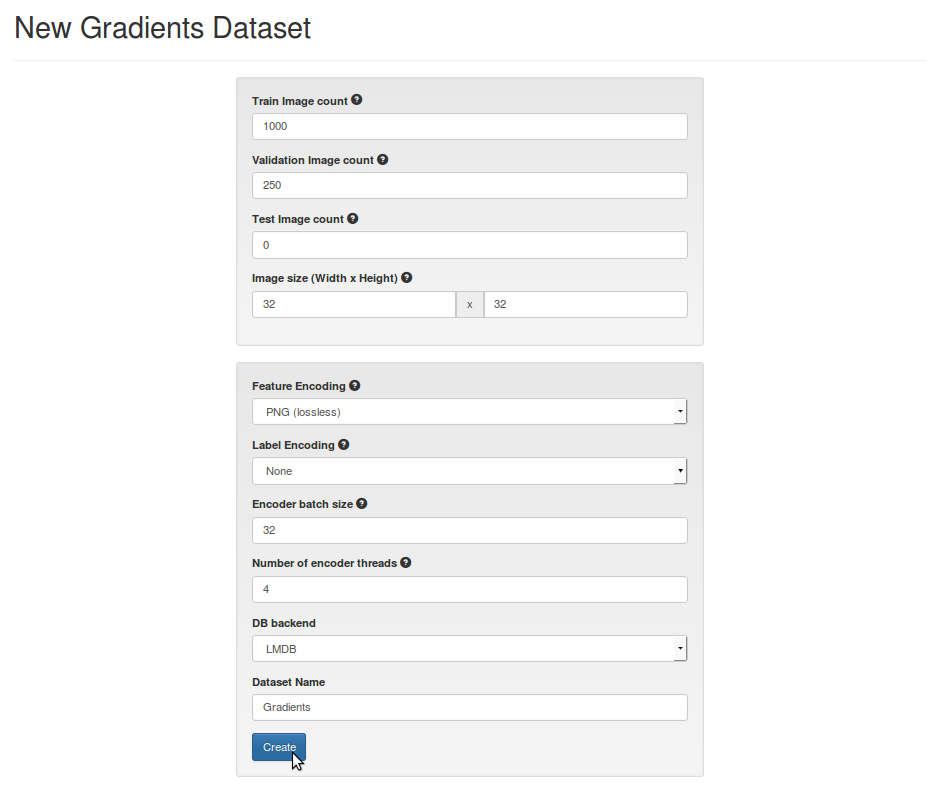 New Gradients Dataset
Train Image count ?
1000
Validation Image count ?
250
Test Image count ?
0
Image size (Width x Height) ?
32 x 32
Feature Encoding ?
PNG (lossless)
Label Encoding ?
None
Encoder batch size ?
32
Number of encoder threads ?
4
DB backend
LMDB
Dataset Name
Gradients
Create